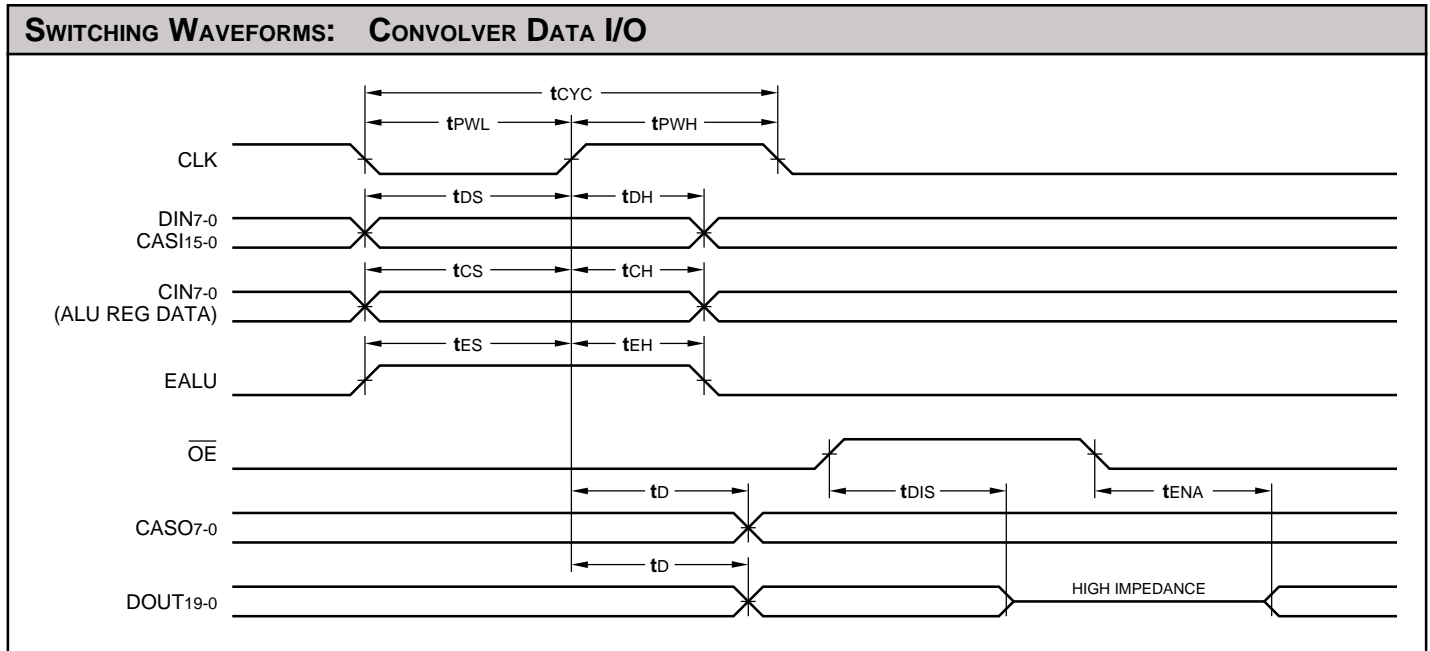 SWITCHING WAVEFORMS: CONVOLVER DATA I/O
tCYC
tPWL tPWH
CLK
tDS tDH
DIN7-0
CASI15-0
tCS tCH
CIN7-0
(ALU REG DATA)
tES tEH
EALU
OE
tD tDIS tENA
CASO7-0
tD
DOUT19-0 HIGH IMPEDANCE